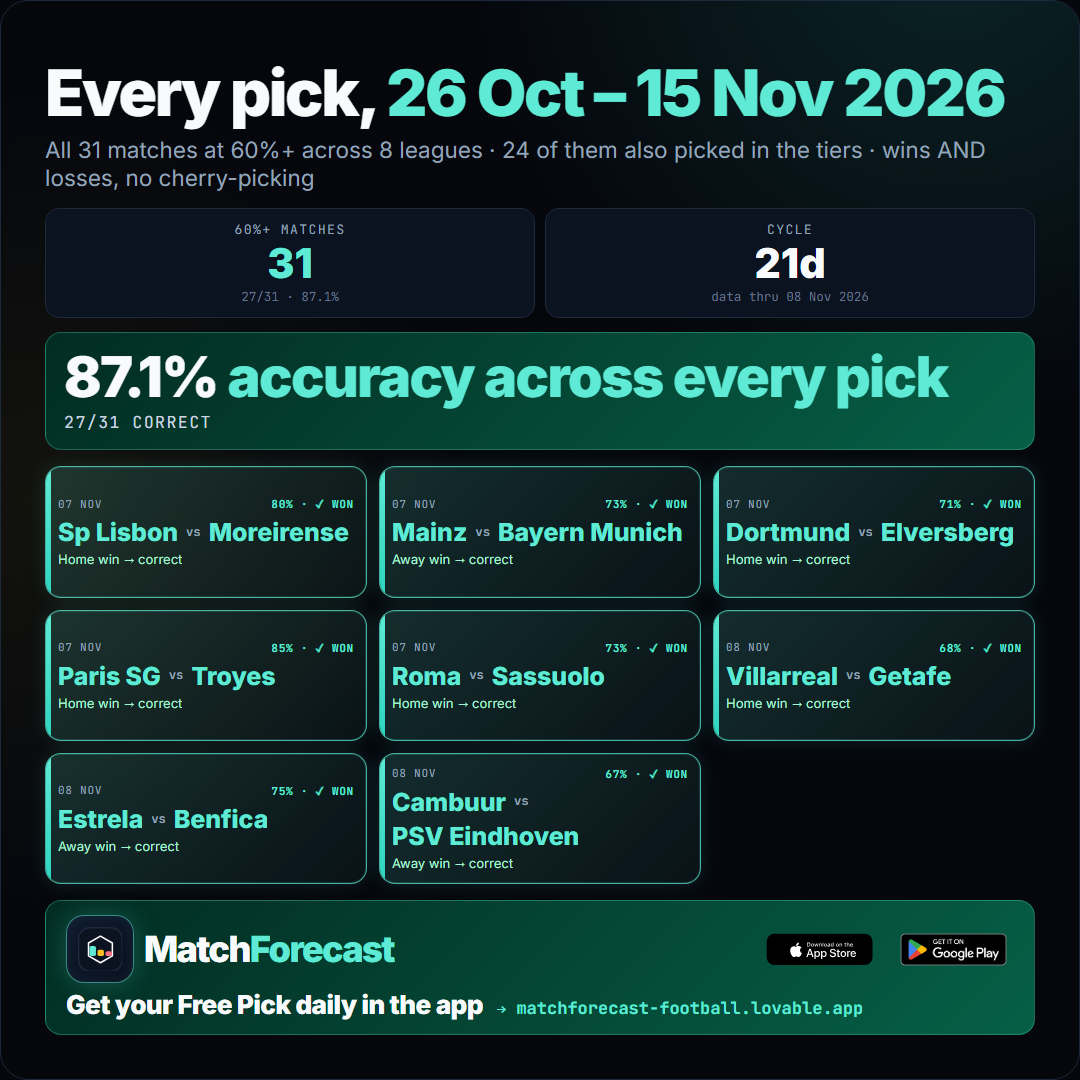 Every pick, 26 Oct – 15 Nov 2026
All 31 matches at 60%+ across 8 leagues · 24 of them also picked in the tiers · wins AND
losses, no cherry-picking
60%+ MATCHES
31
27/31 · 87.1%
CYCLE
21d
data thru 08 Nov 2026
87.1% accuracy across every pick
27/31 CORRECT
07 NOV 80% · ✓ WON
Sp Lisbon vs Moreirense
Home win → correct
07 NOV 73% · ✓ WON
Mainz vs Bayern Munich
Away win → correct
07 NOV 71% · ✓ WON
Dortmund vs Elversberg
Home win → correct
07 NOV 85% · ✓ WON
Paris SG vs Troyes
Home win → correct
07 NOV 73% · ✓ WON
Roma vs Sassuolo
Home win → correct
08 NOV 68% · ✓ WON
Villarreal vs Getafe
Home win → correct
08 NOV 75% · ✓ WON
Estrela vs Benfica
Away win → correct
08 NOV 67% · ✓ WON
Cambuur vs
PSV Eindhoven
Away win → correct
MatchForecast
Download on the
App Store
GET IT ON
Google Play
Get your Free Pick daily in the app → matchforecast-football.lovable.app